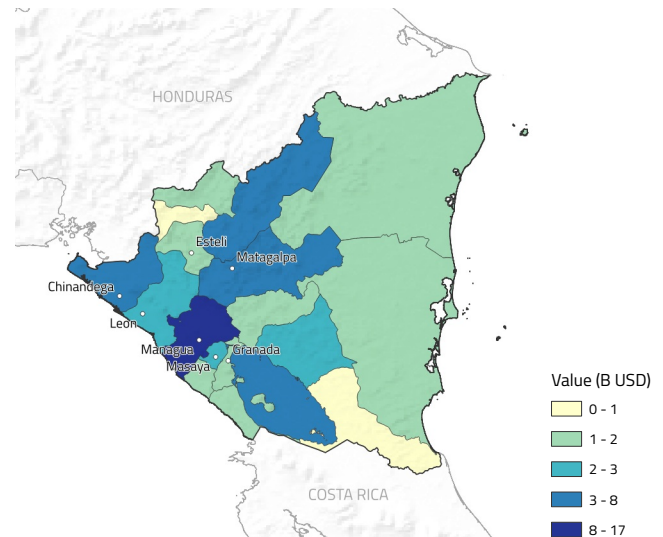 HONDURAS
Esteli
Matagalpa
Chinandega
Leon
Managua
Granada
Masaya
Value (B USD)
0 - 1
1 - 2
2 - 3
3 - 8
8 - 17
COSTA RICA